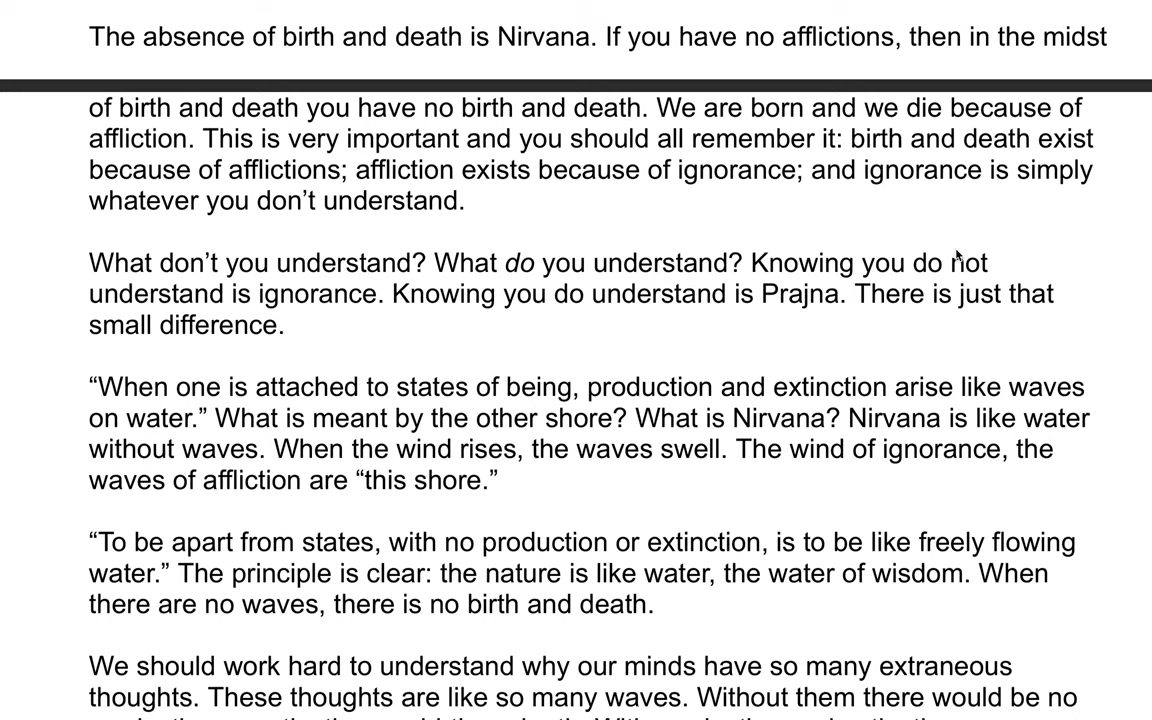 The absence of birth and death is Nirvana. If you have no afflictions, then in the midst
of birth and death you have no birth and death. We are born and we die because of
affliction. This is very important and you should all remember it: birth and death exist
because of afflictions; affliction exists because of ignorance; and ignorance is simply
whatever you don’t understand.
What don’t you understand? What do you understand? Knowing you do not
understand is ignorance. Knowing you do understand is Prajna. There is just that
small difference.
“When one is attached to states of being, production and extinction arise like waves
on water.” What is meant by the other shore? What is Nirvana? Nirvana is like water
without waves. When the wind rises, the waves swell. The wind of ignorance, the
waves of affliction are “this shore.”
“To be apart from states, with no production or extinction, is to be like freely flowing
water.” The principle is clear: the nature is like water, the water of wisdom. When
there are no waves, there is no birth and death.
We should work hard to understand why our minds have so many extraneous
thoughts. These thoughts are like so many waves. Without them there would be no